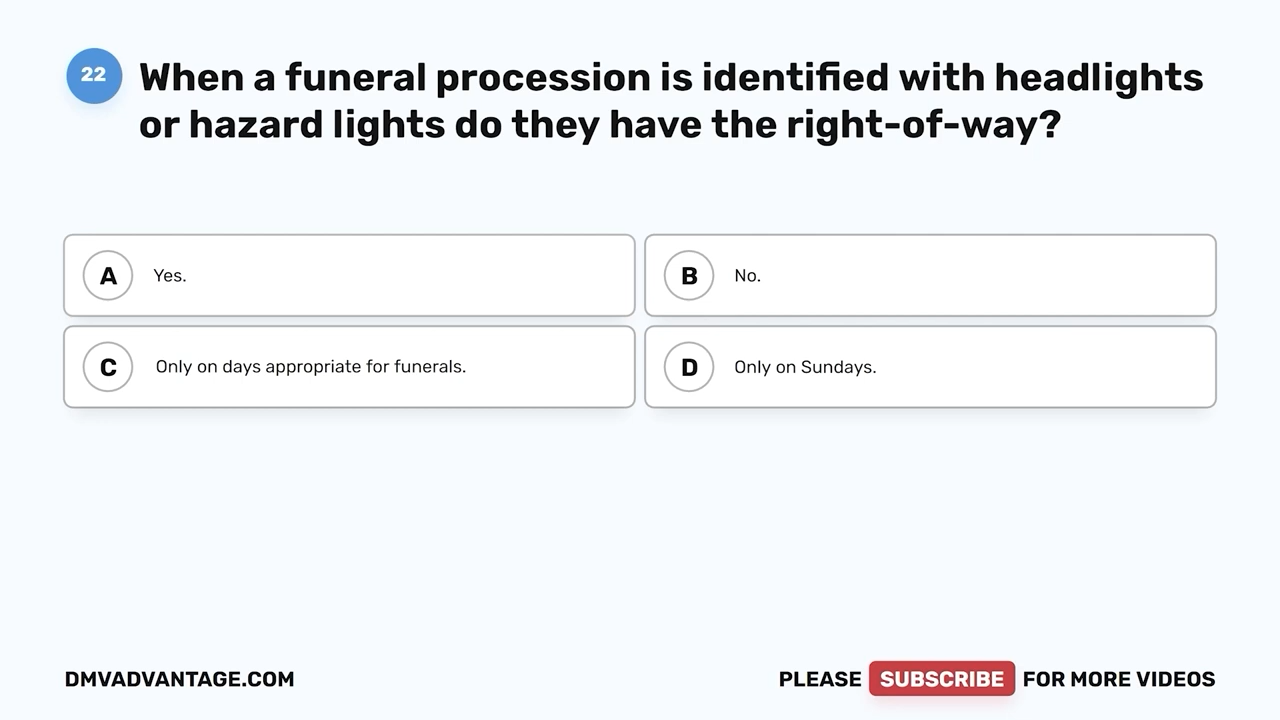 22
When a funeral procession is identified with headlights
or hazard lights do they have the right-of-way?
A Yes.
B No.
C Only on days appropriate for funerals.
D Only on Sundays.
DMVADVANTAGE.COM
PLEASE SUBSCRIBE FOR MORE VIDEOS